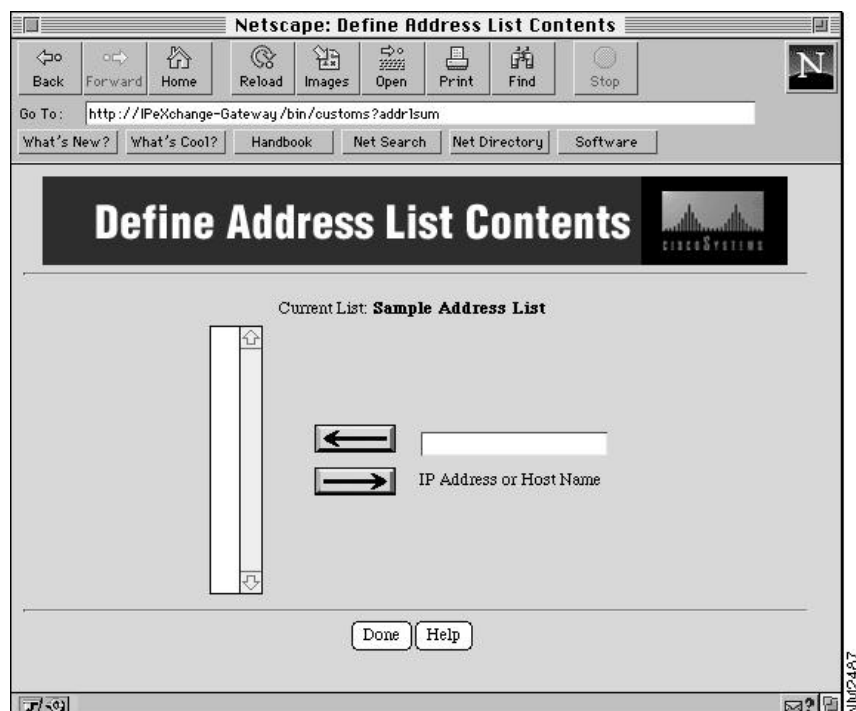 Netscape: Define Address List Contents
Back Forward Home Reload Images Open Print Find Stop
N
Go To: http://IPeXchange-Gateway/bin/customs?addrlsum
What's New? What's Cool? Handbook Net Search Net Directory Software
Define Address List Contents
CISCO SYSTEMS
Current List: Sample Address List
IP Address or Host Name
Done Help
NM2487